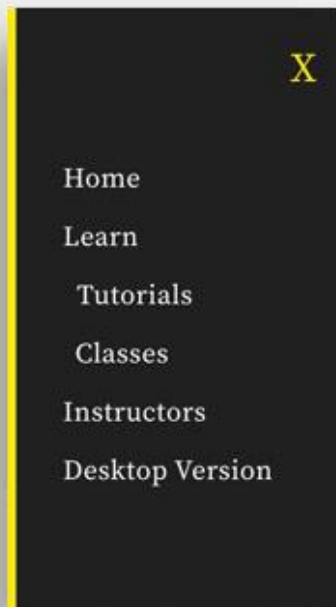 X
Home
Learn
Tutorials
Classes
Instructors
Desktop Version